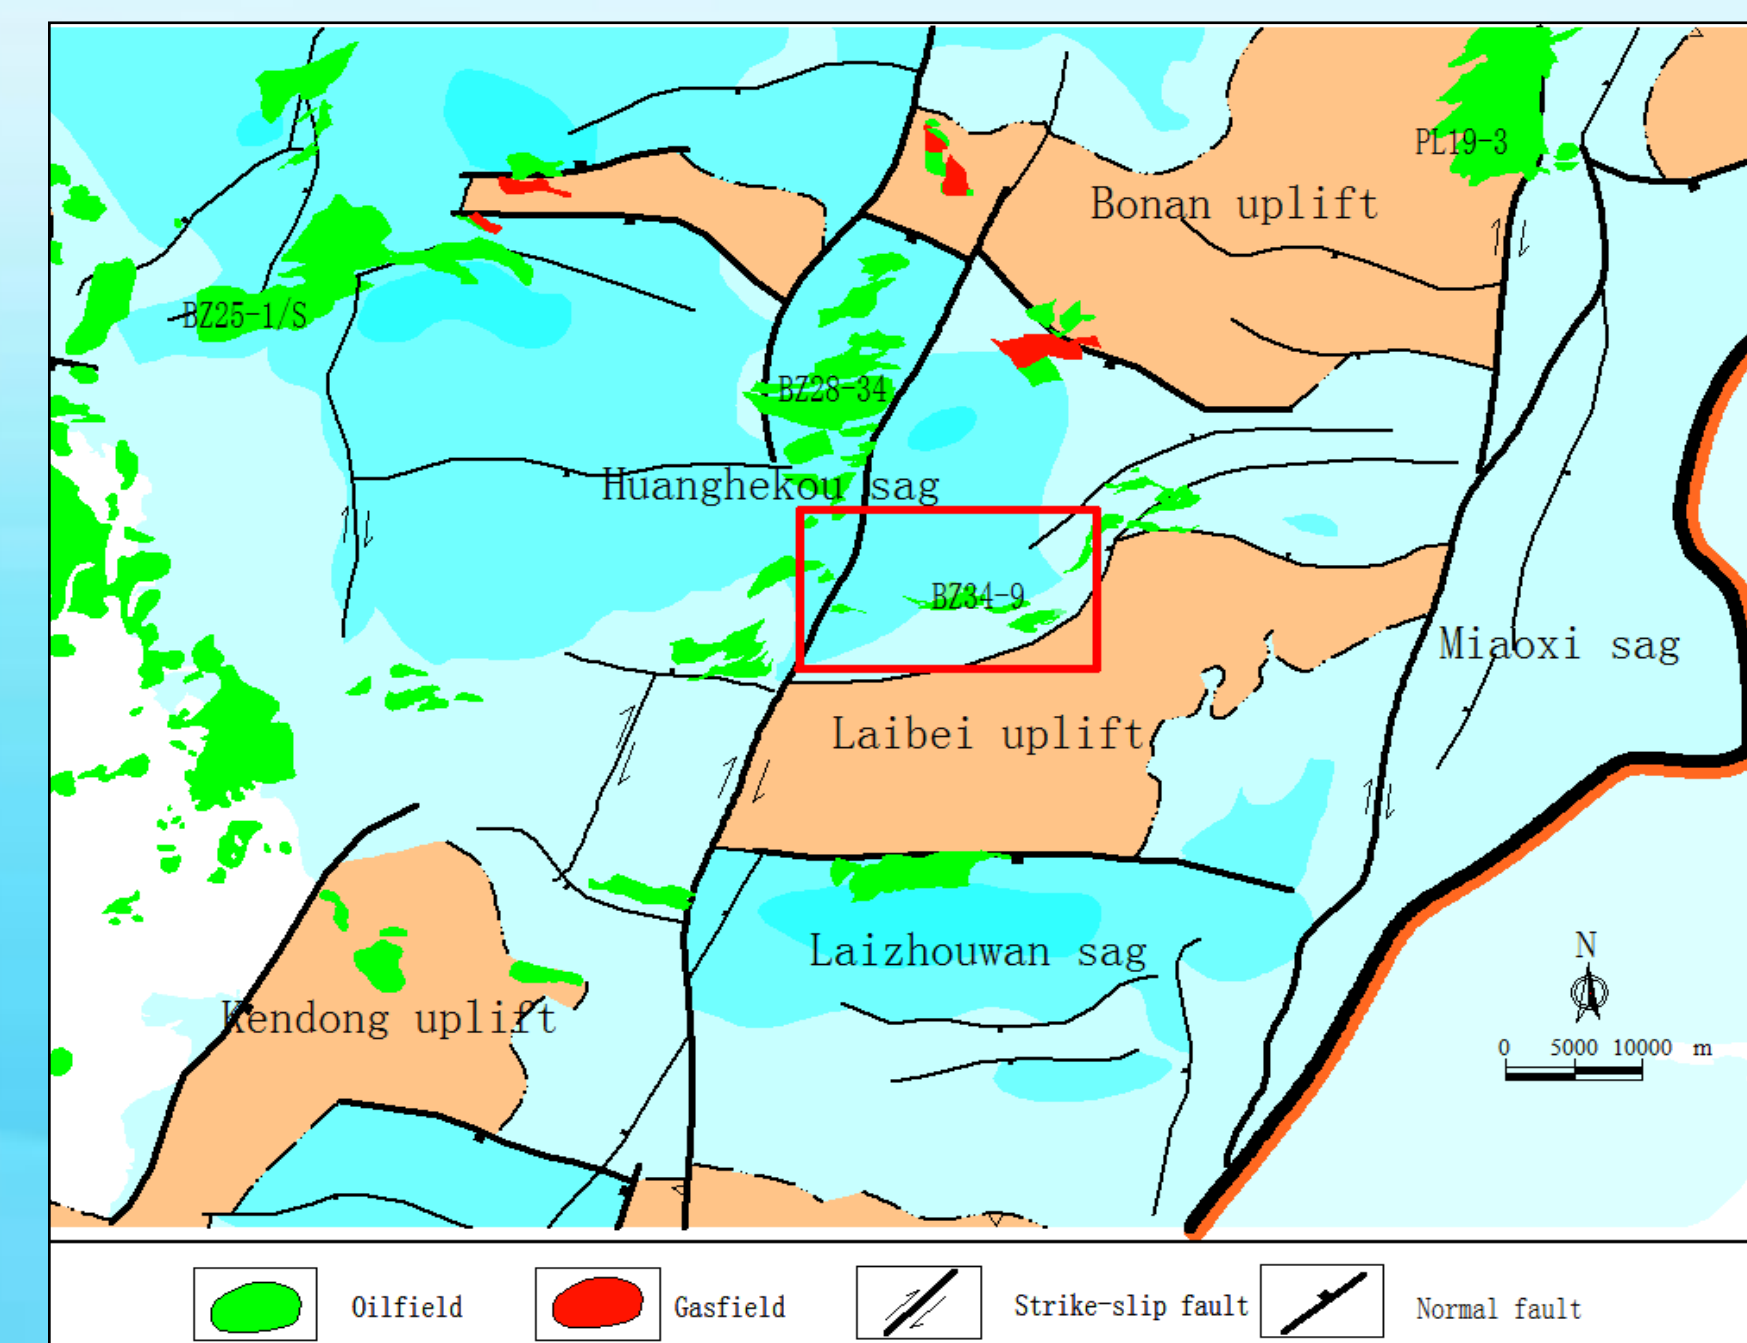 PL19-3
Bonan uplift
BZ25-1/S
BZ28-34
Huanghekou sag
BZ34-9
Miaoxi sag
Laibei uplift
Laizhouwan sag
N
Kendong uplift
0 5000 10000 m
Oilfield
Gasfield
Strike-slip fault
Normal fault